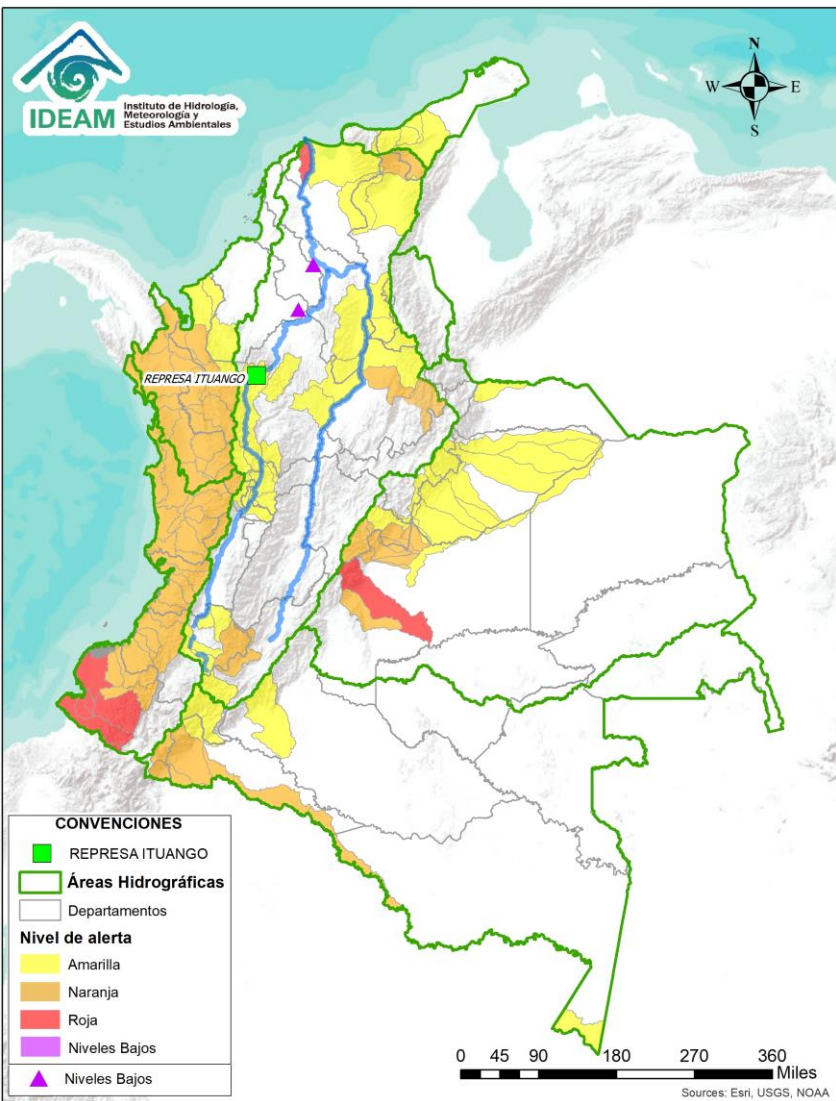 IDEAM
Instituto de Hidrología,
Meteorología y
Estudios Ambientales
N
W
E
S
REPRESA ITUANGO
CONVENCIONES
REPRESA ITUANGO
Áreas Hidrográficas
Departamentos
Nivel de alerta
Amarilla
Naranja
Roja
Niveles Bajos
Niveles Bajos
0 45 90 180 270 360
Miles
Sources: Esri, USGS, NOAA